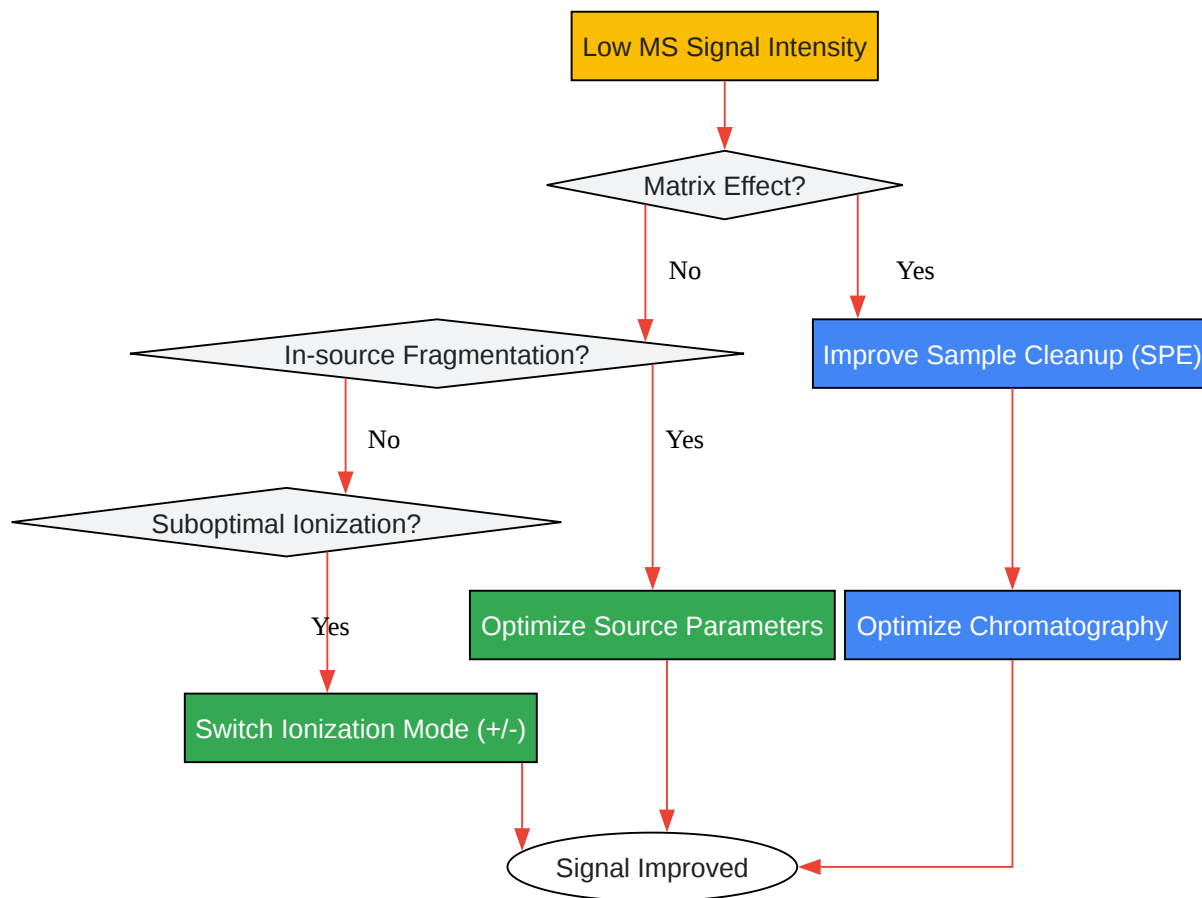 Low MS Signal Intensity
Matrix Effect?
No
Yes
In-source Fragmentation?
Improve Sample Cleanup (SPE)
No
Yes
Suboptimal Ionization?
Yes
Optimize Source Parameters
Optimize Chromatography
Switch Ionization Mode (+/-)
Signal Improved